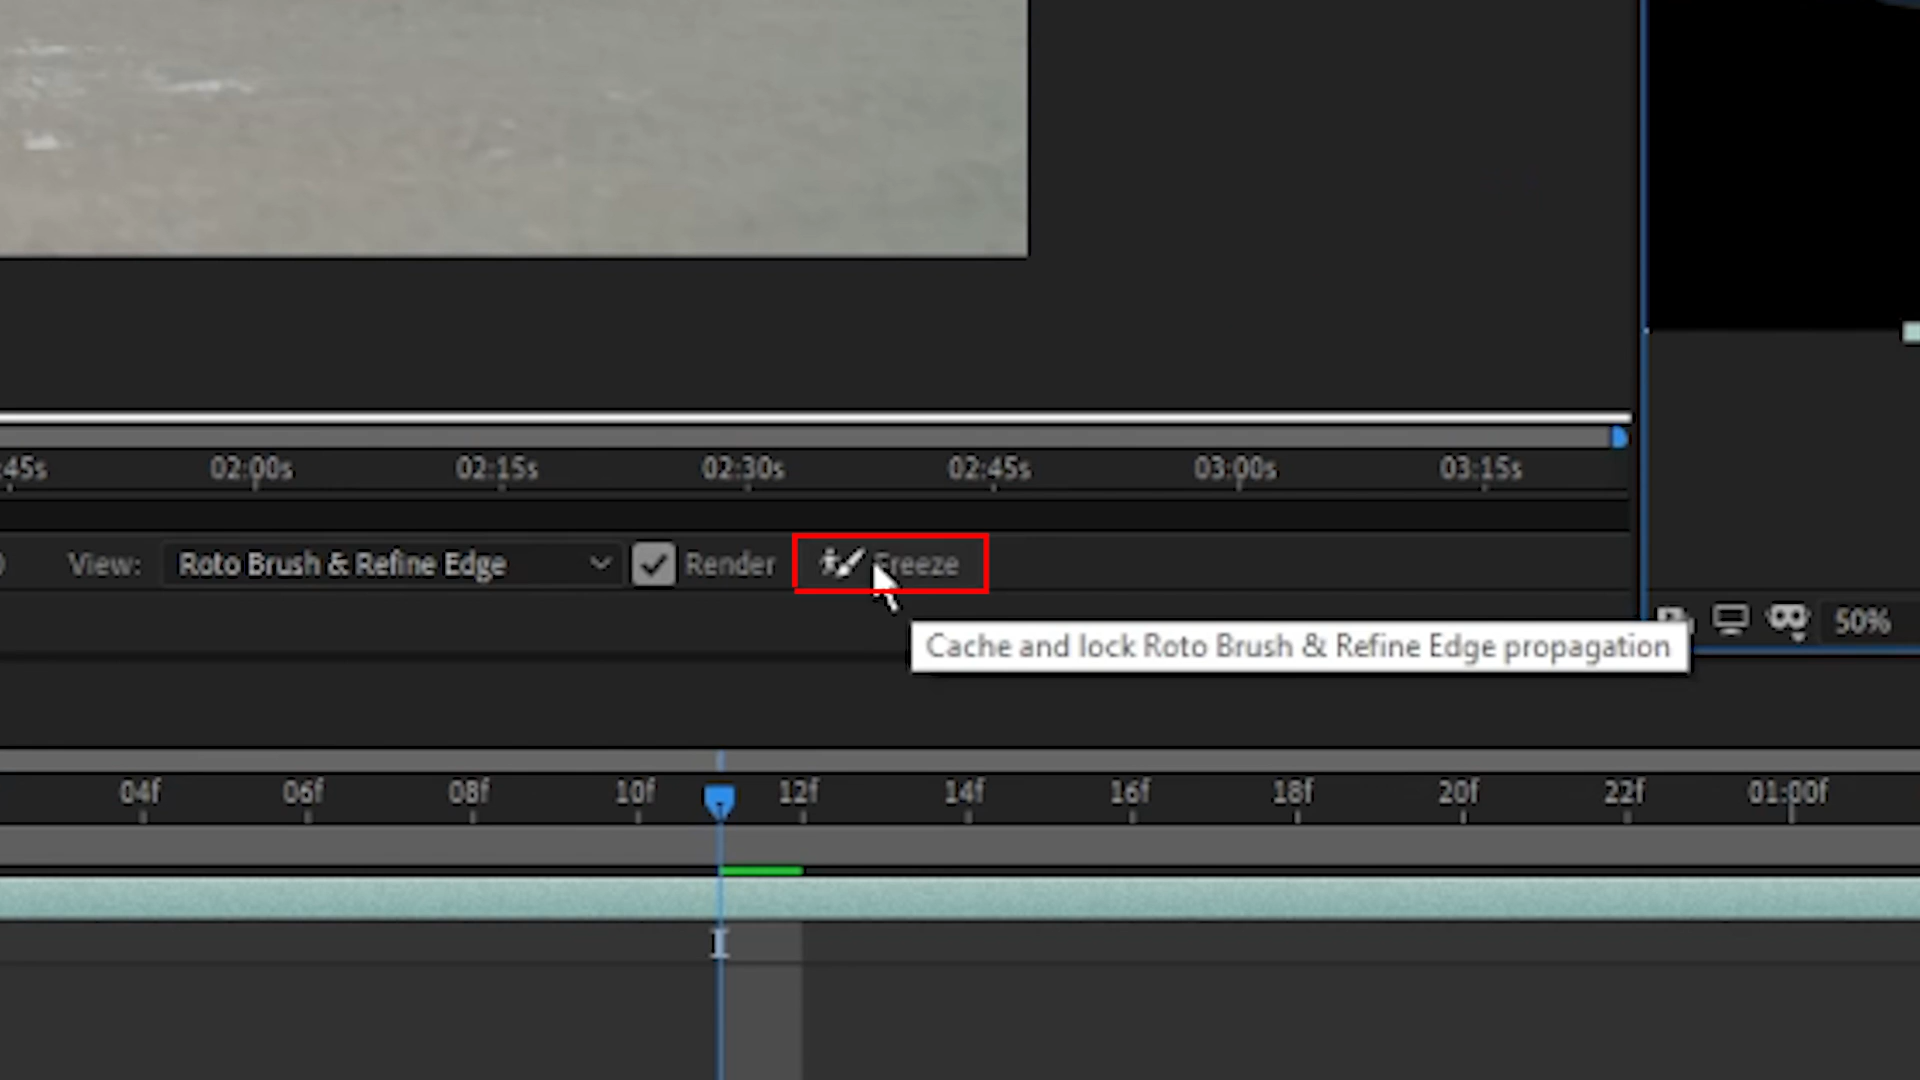 :45s 02:00s 02:15s 02:30s 02:45s 03:00s 03:15s
View: Roto Brush & Refine Edge Render Freeze
50%
Cache and lock Roto Brush & Refine Edge propagation
04f 06f 08f 10f 12f 14f 16f 18f 20f 22f 01:00f